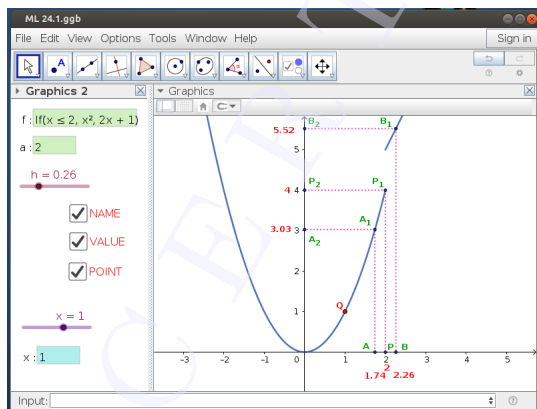 ML 24.1.ggb
File Edit View Options Tools Window Help
Sign in
Graphics 2
Graphics
f : If(x ≤ 2, x², 2x + 1)
a : 2
h = 0.26
NAME
VALUE
POINT
x = 1
x : 1
5.52 B₂ B₁
5
4 4 P₂ P₁
3.03 3 A₂ A₁
2
1 Q
A P B
-3 -2 -1 0 1 2 3 4 5
0
1.74 2 2.26
Input:
C E R T